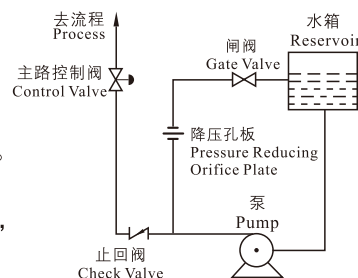 去流程
Process
主路控制阀
Control Valve
闸阀
Gate Valve
水箱
Reservoir
降压孔板
Pressure Reducing
Orifice Plate
泵
Pump
止回阀
Check Valve
。
,